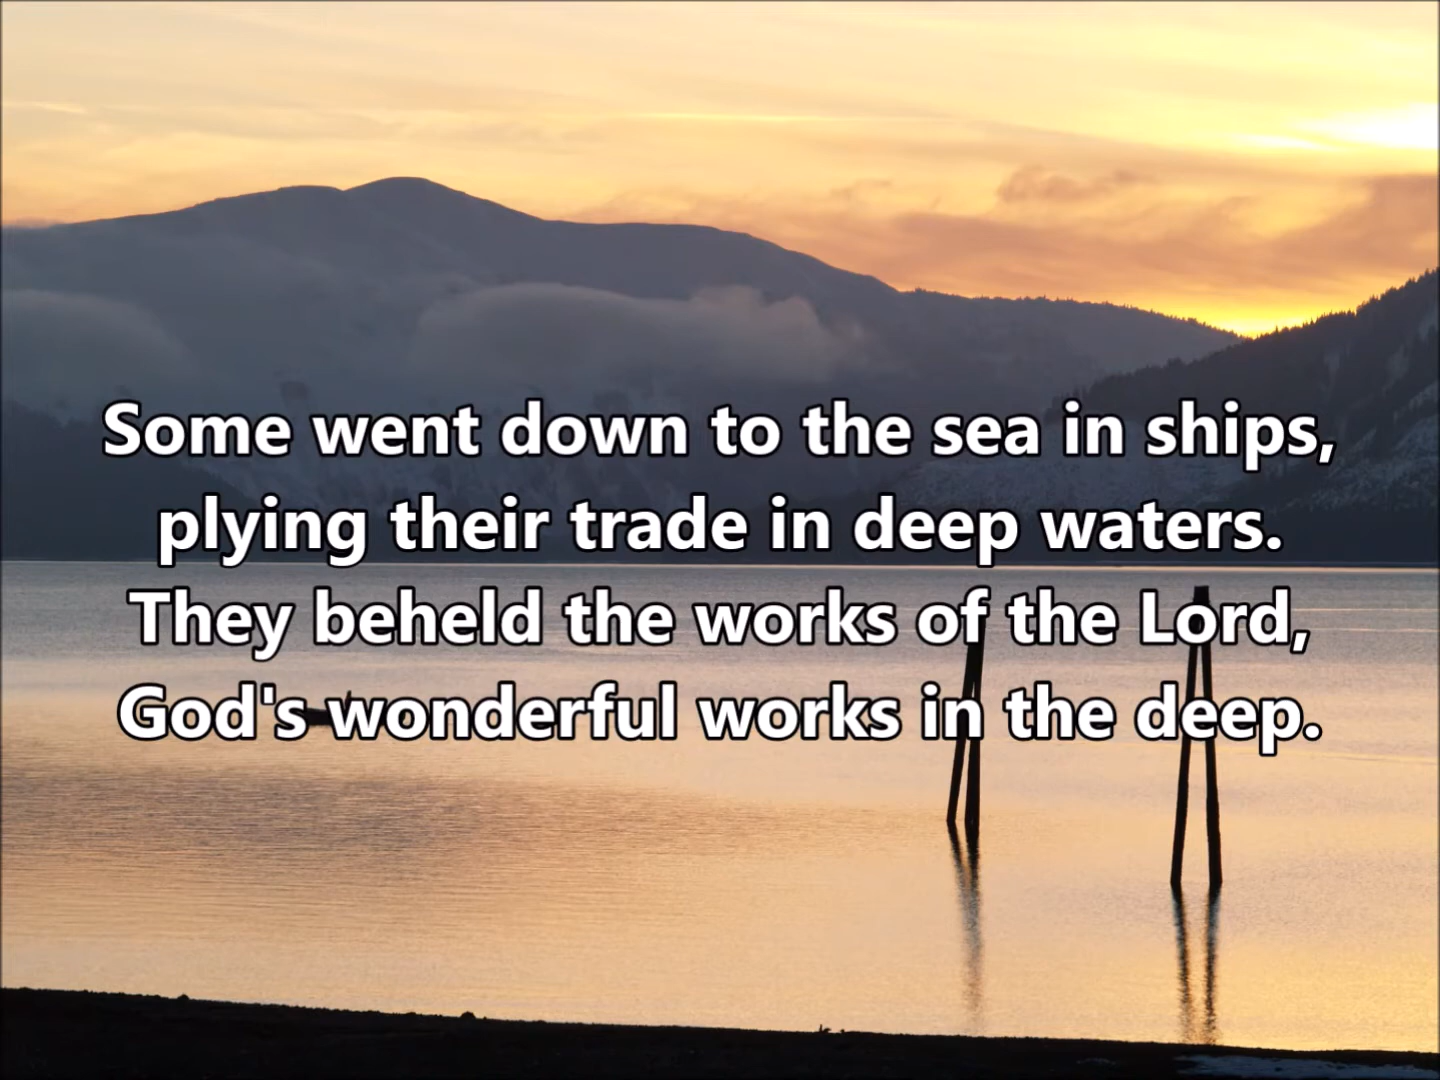 Some went down to the sea in ships,
plying their trade in deep waters.
They beheld the works of the Lord,
God's wonderful works in the deep.